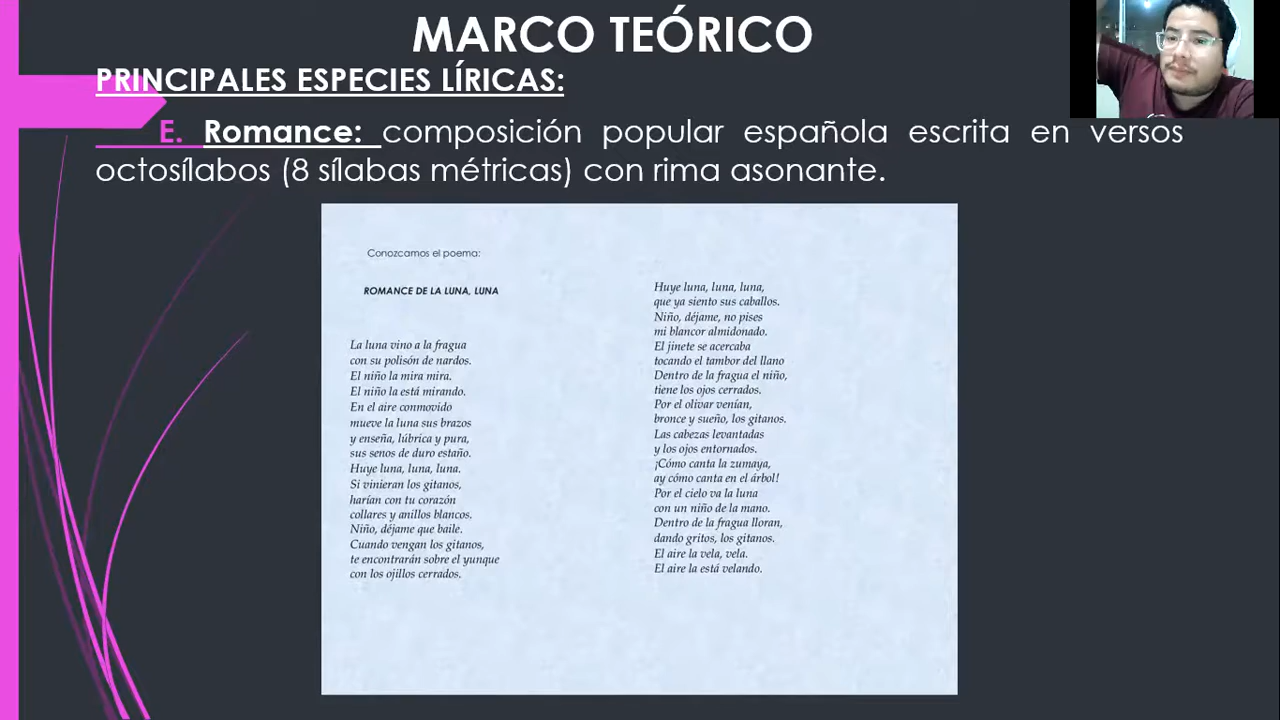 MARCO TEÓRICO
PRINCIPALES ESPECIES LÍRICAS:
E. Romance: composición popular española escrita en versos
octosílabos (8 sílabas métricas) con rima asonante.
Conozcamos el poema:
ROMANCE DE LA LUNA, LUNA
La luna vino a la fragua
con su polisón de nardos.
El niño la mira mira.
El niño la está mirando.
En el aire conmovido
mueve la luna sus brazos
y enseña, lúbrica y pura,
sus senos de duro estaño.
Huye luna, luna, luna.
Si vinieran los gitanos,
harían con tu corazón
collares y anillos blancos.
Niño, déjame que baile.
Cuando vengan los gitanos,
te encontrarán sobre el yunque
con los ojillos cerrados.
Huye luna, luna, luna,
que ya siento sus caballos.
Niño, déjame, no pises
mi blancor almidonado.
El jinete se acercaba
tocando el tambor del llano
Dentro de la fragua el niño,
tiene los ojos cerrados.
Por el olivar venían,
bronce y sueño, los gitanos.
Las cabezas levantadas
y los ojos entornados.
¡Cómo canta la zumaya,
ay cómo canta en el árbol!
Por el cielo va la luna
con un niño de la mano.
Dentro de la fragua lloran,
dando gritos, los gitanos.
El aire la vela, vela.
El aire la está velando.